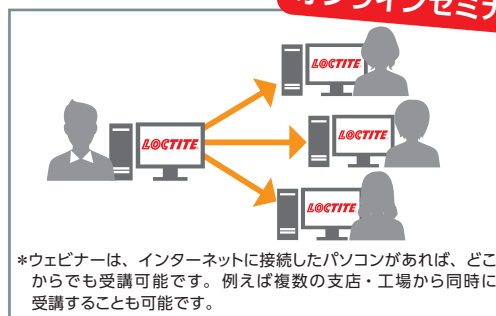 オンラインセミナ
LOCTITE
LOCTITE
LOCTITE
LOCTITE
*ウェビナーは、インターネットに接続したパソコンがあれば、どこ
からでも受講可能です。例えば複数の支店・工場から同時に
受講することも可能です。